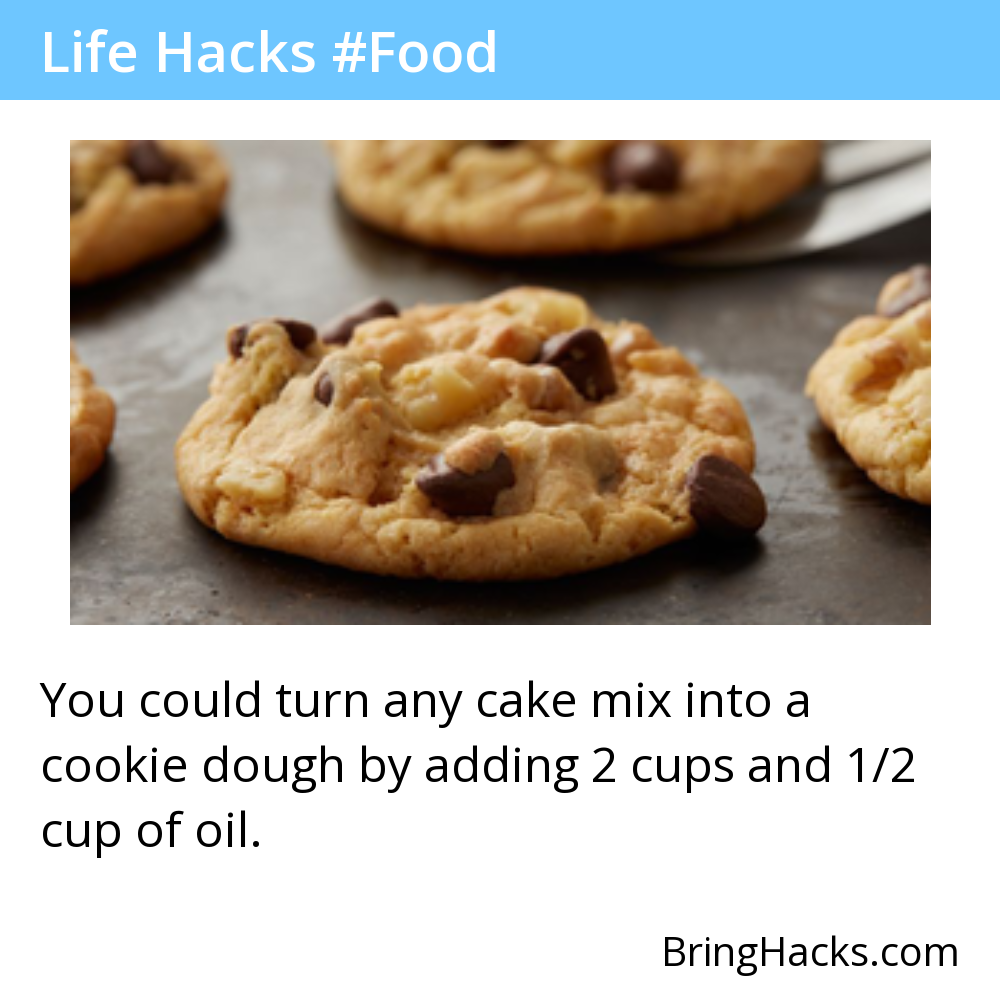 Life Hacks #Food
You could turn any cake mix into a
cookie dough by adding 2 cups and 1/2
cup of oil.
BringHacks.com